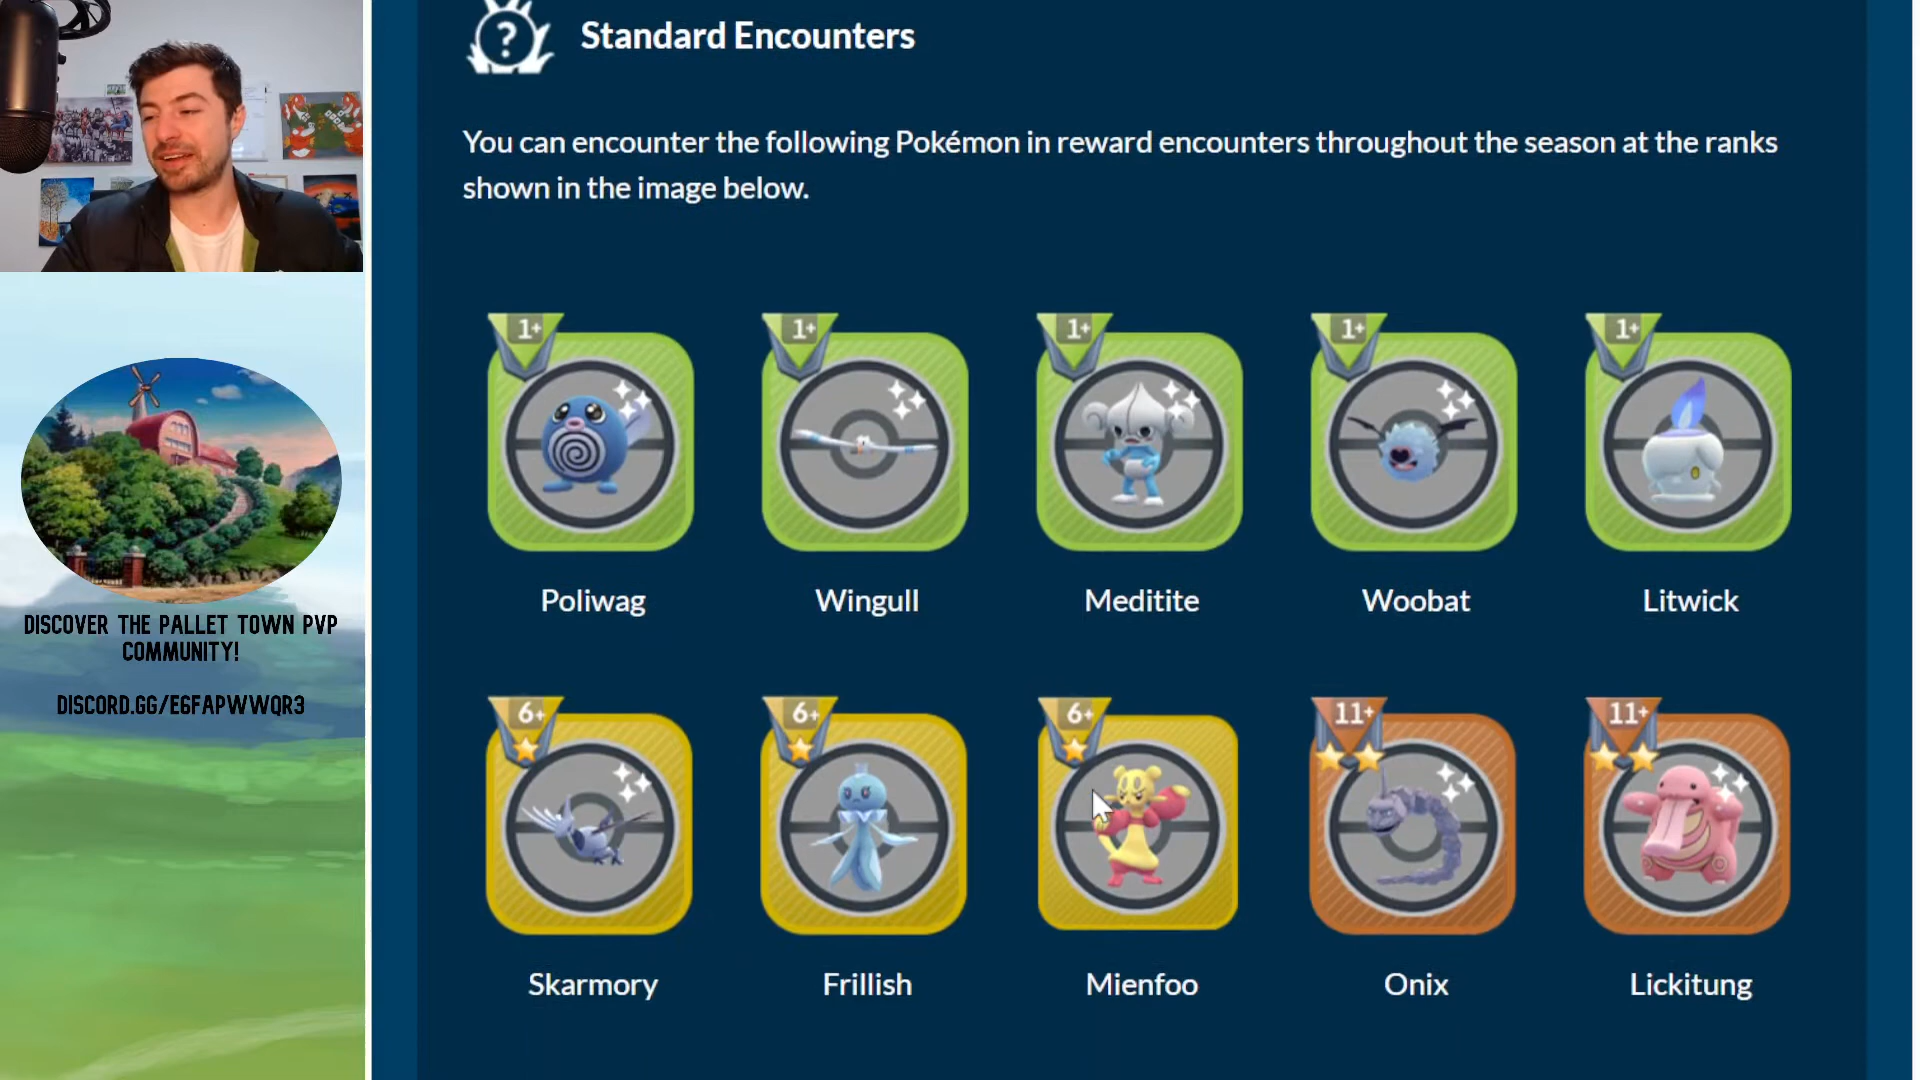 ?
Standard Encounters
You can encounter the following Pokémon in reward encounters throughout the season at the ranks
shown in the image below.
1+
1+
1+
1+
1+
Poliwag
Wingull
Meditite
Woobat
Litwick
6+
6+
6+
11+
11+
Skarmory
Frillish
Mienfoo
Onix
Lickitung
DISCOVER THE PALLET TOWN PVP
COMMUNITY!
DISCORD.GG/E6FAPWWQR3